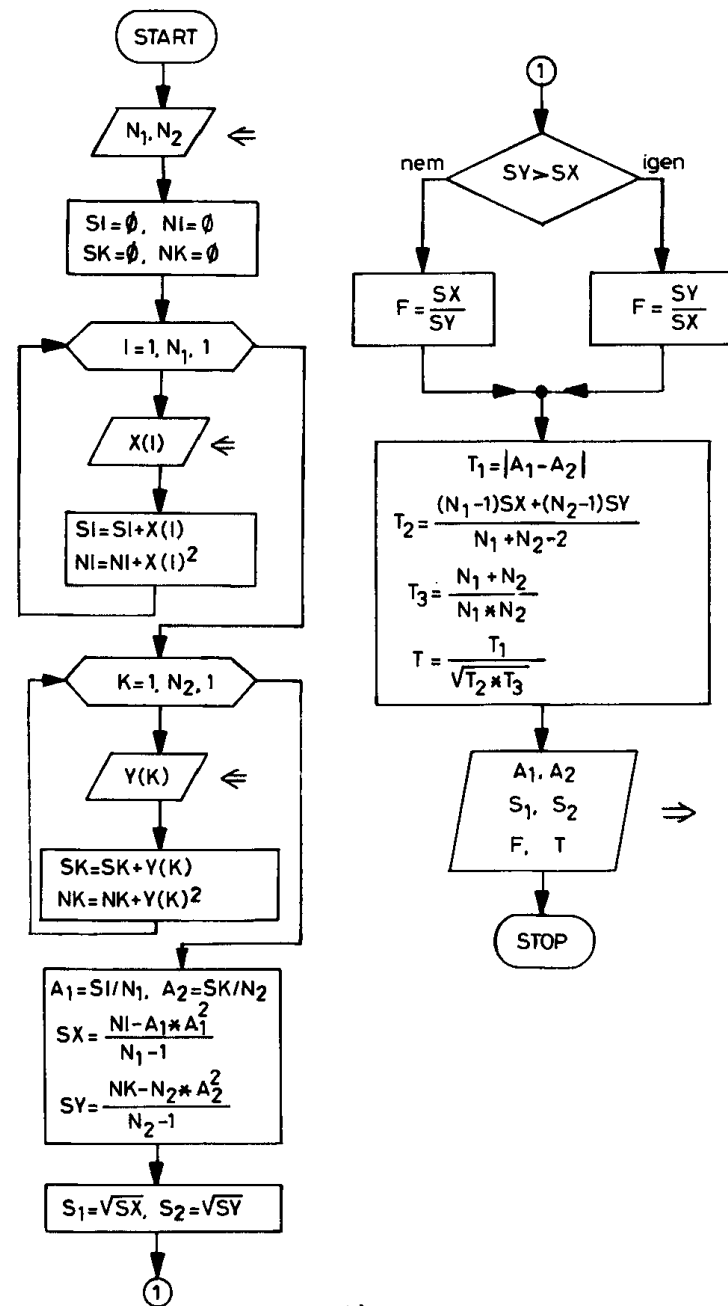 START
N₁, N₂ ⇐
SI=∅, NI=∅
SK=∅, NK=∅
I=1, N₁, 1
X(I) ⇐
SI=SI+X(I)
NI=NI+X(I)²
K=1, N₂, 1
Y(K) ⇐
SK=SK+Y(K)
NK=NK+Y(K)²
A₁=SI/N₁, A₂=SK/N₂
SX= (NI-A₁*A₁²) / (N₁-1)
SY= (NK-N₂*A₂²) / (N₂-1)
S₁=√SX, S₂=√SY
1
1
SY>SX
nem
igen
F= SX / SY
F= SY / SX
T₁=|A₁-A₂|
T₂= ((N₁-1)SX+(N₂-1)SY) / (N₁+N₂-2)
T₃= (N₁+N₂) / (N₁*N₂)
T= T₁ / √(T₂*T₃)
A₁, A₂
S₁, S₂ ⇒
F, T
STOP